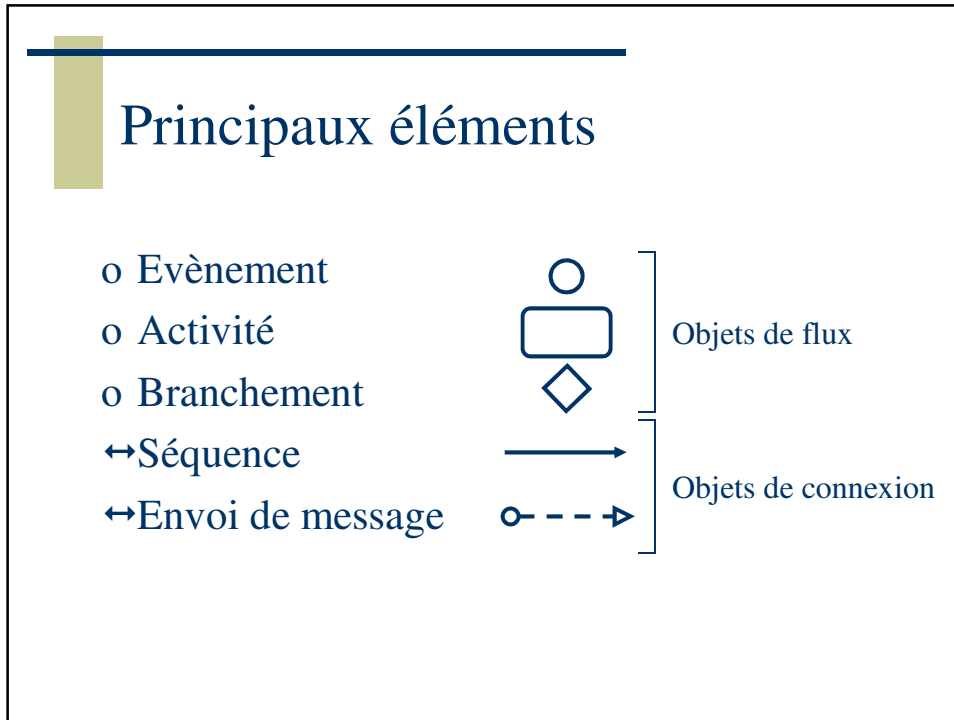 Principaux éléments
o Evènement
o Activité
o Branchement
Objets de flux
↔Séquence
↔Envoi de message
Objets de connexion